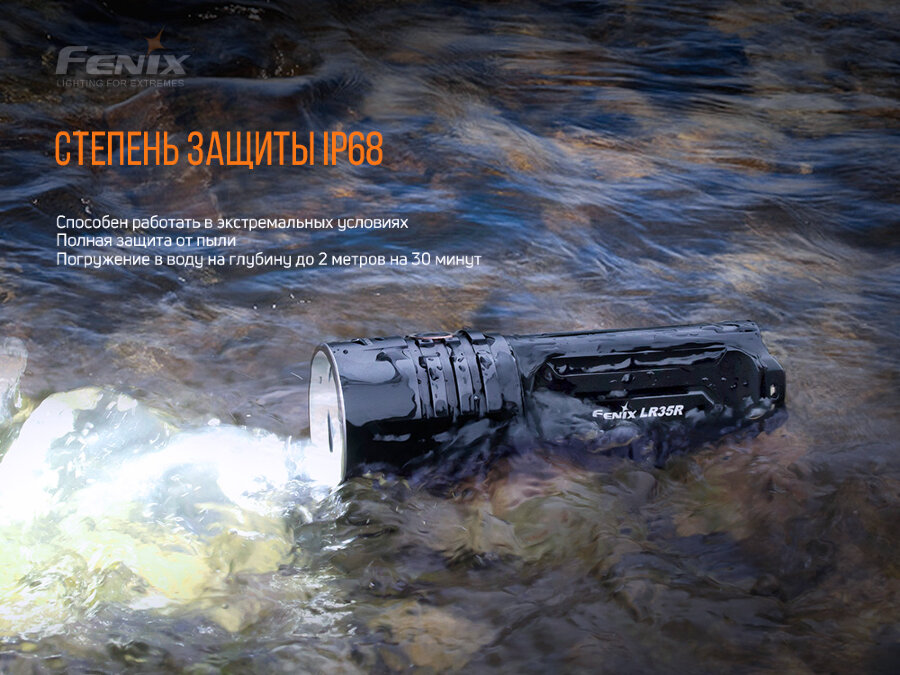 FENIX
LIGHTING FOR EXTREMES
СТЕПЕНЬ ЗАЩИТЫ IP68
Способен работать в экстремальных условиях
Полная защита от пыли
Погружение в воду на глубину до 2 метров на 30 минут
FENIX LR35R